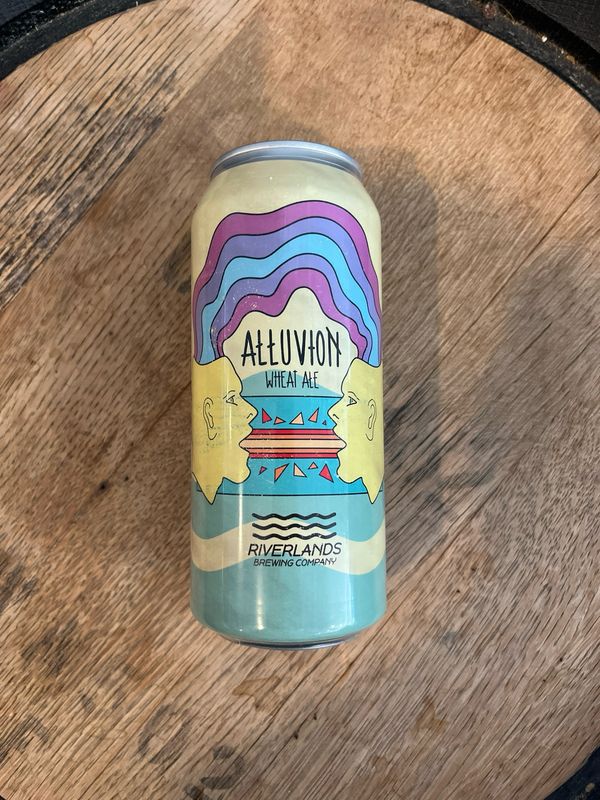 ALLUVION
WHEAT ALE
RIVERLANDS
BREWING COMPANY